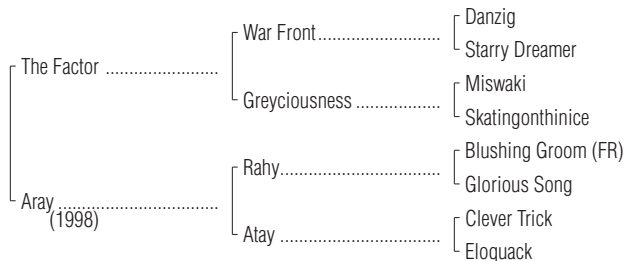 Danzig
War Front
Starry Dreamer
The Factor
Miswaki
Greyciousness
Skatingonthinice
Blushing Groom (FR)
Rahy
Glorious Song
Aray
(1998)
Clever Trick
Atay
Eloquack